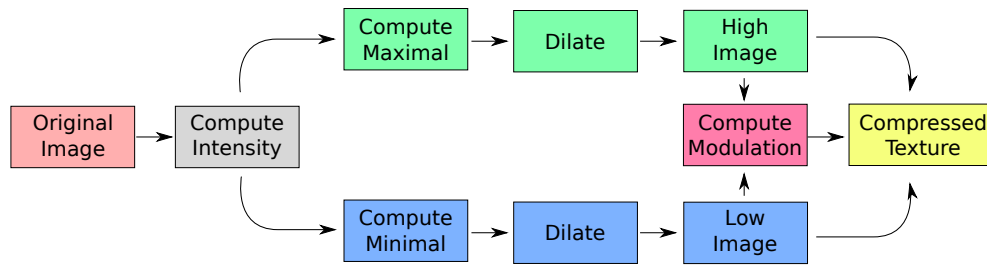 Compute
Maximal
Dilate
High
Image
Original
Image
Compute
Intensity
Compute
Modulation
Compressed
Texture
Compute
Minimal
Dilate
Low
Image